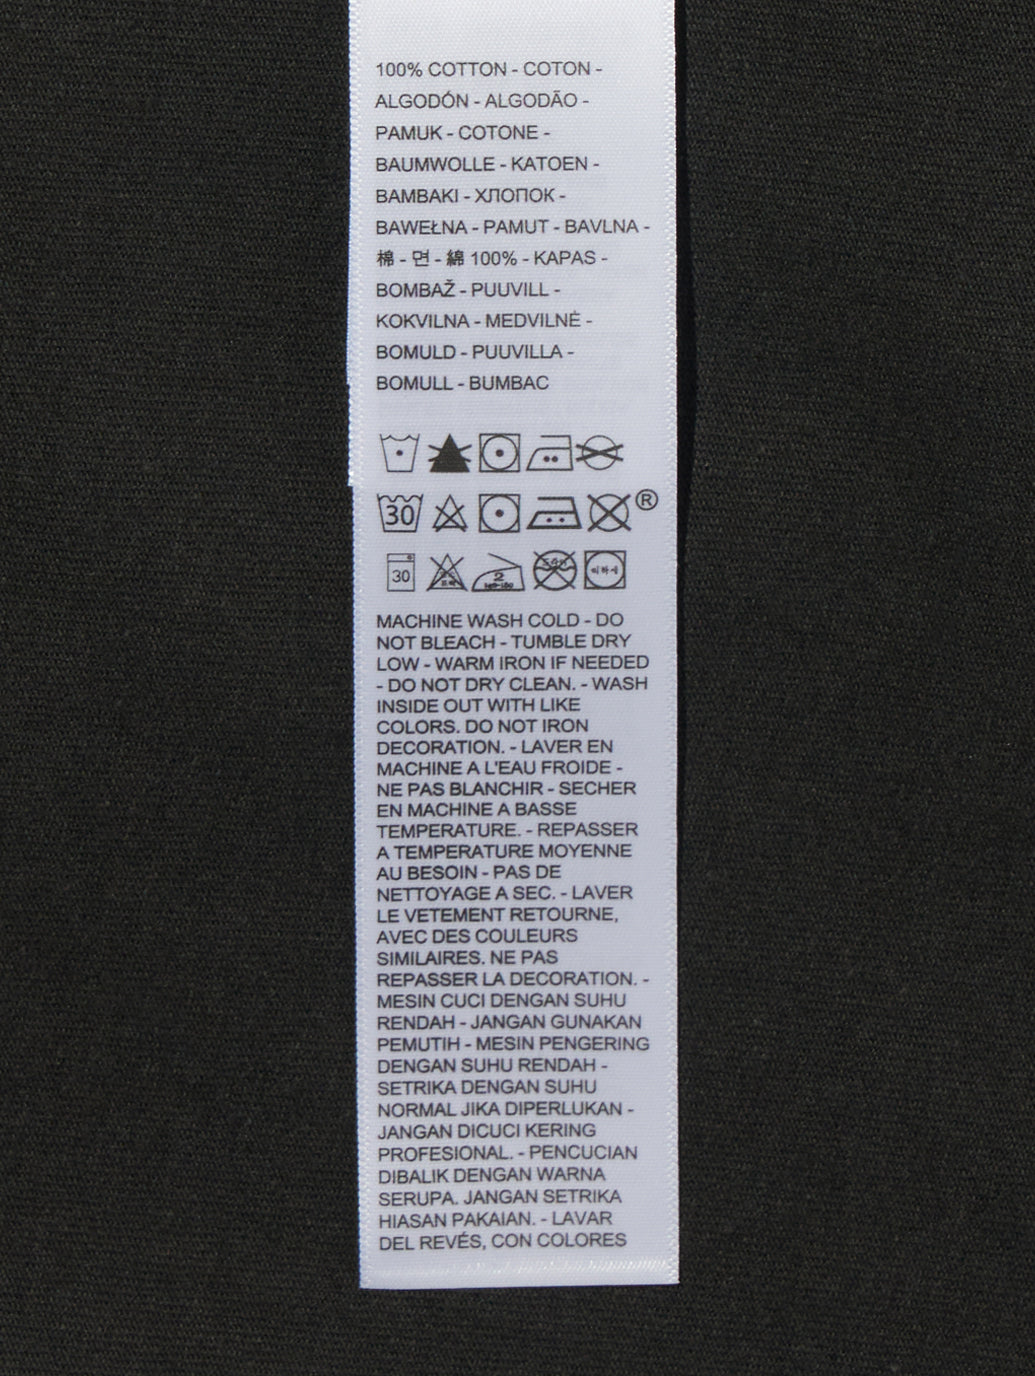 100% COTTON - COTON -
ALGODÓN - ALGODÃO -
PAMUK - COTONE -
BAUMWOLLE - KATOEN -
BAMBAKI - ХЛОПОК -
BAWEŁNA - PAMUT - BAVLNA -
棉 - 면 - 綿 100% - KAPAS -
BOMBAŽ - PUUVILL -
KOKVILNA - MEDVILNĖ -
BOMULD - PUUVILLA -
BOMULL - BUMBAC
30 ®
30 2
MACHINE WASH COLD - DO
NOT BLEACH - TUMBLE DRY
LOW - WARM IRON IF NEEDED
- DO NOT DRY CLEAN. - WASH
INSIDE OUT WITH LIKE
COLORS. DO NOT IRON
DECORATION. - LAVER EN
MACHINE A L'EAU FROIDE -
NE PAS BLANCHIR - SECHER
EN MACHINE A BASSE
TEMPERATURE. - REPASSER
A TEMPERATURE MOYENNE
AU BESOIN - PAS DE
NETTOYAGE A SEC. - LAVER
LE VETEMENT RETOURNE,
AVEC DES COULEURS
SIMILAIRES. NE PAS
REPASSER LA DECORATION. -
MESIN CUCI DENGAN SUHU
RENDAH - JANGAN GUNAKAN
PEMUTIH - MESIN PENGERING
DENGAN SUHU RENDAH -
SETRIKA DENGAN SUHU
NORMAL JIKA DIPERLUKAN -
JANGAN DICUCI KERING
PROFESIONAL. - PENCUCIAN
DIBALIK DENGAN WARNA
SERUPA. JANGAN SETRIKA
HIASAN PAKAIAN. - LAVAR
DEL REVÉS, CON COLORES